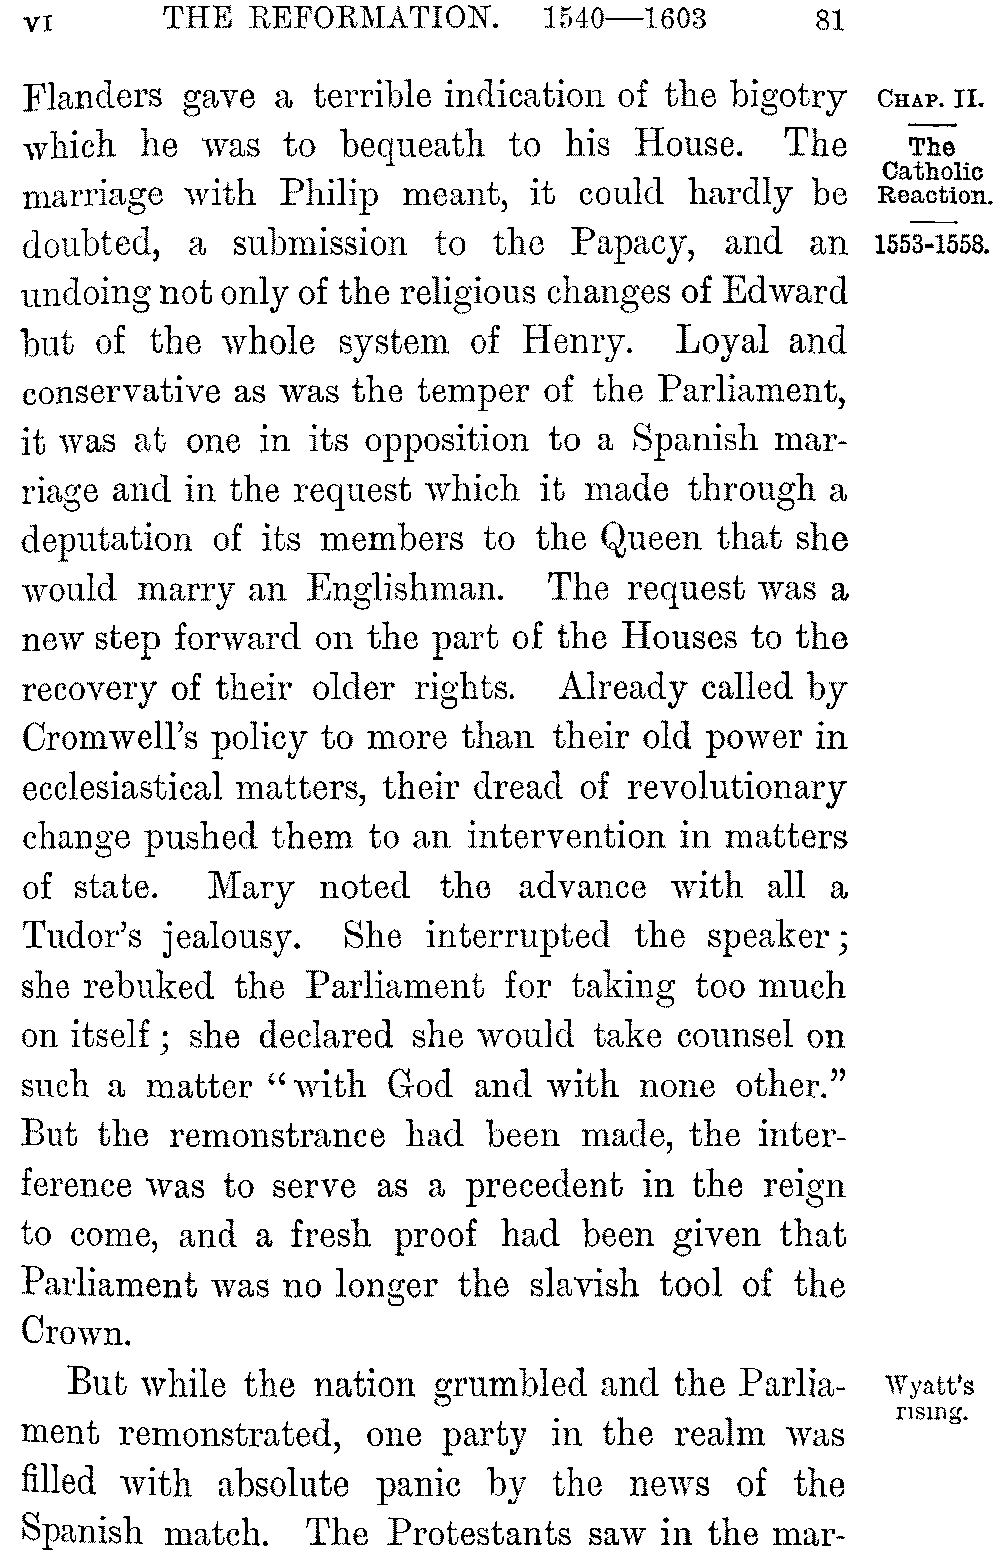 VI THE REFORMATION. 1540—1603 81
Flanders gave a terrible indication of the bigotry
which he was to bequeath to his House. The
marriage with Philip meant, it could hardly be
doubted, a submission to the Papacy, and an
undoing not only of the religious changes of Edward
but of the whole system of Henry. Loyal and
conservative as was the temper of the Parliament,
it was at one in its opposition to a Spanish mar-
riage and in the request which it made through a
deputation of its members to the Queen that she
would marry an Englishman. The request was a
new step forward on the part of the Houses to the
recovery of their older rights. Already called by
Cromwell's policy to more than their old power in
ecclesiastical matters, their dread of revolutionary
change pushed them to an intervention in matters
of state. Mary noted the advance with all a
Tudor's jealousy. She interrupted the speaker;
she rebuked the Parliament for taking too much
on itself; she declared she would take counsel on
such a matter "with God and with none other."
But the remonstrance had been made, the inter-
ference was to serve as a precedent in the reign
to come, and a fresh proof had been given that
Parliament was no longer the slavish tool of the
Crown.
But while the nation grumbled and the Parlia-
ment remonstrated, one party in the realm was
filled with absolute panic by the news of the
Spanish match. The Protestants saw in the mar-
CHAP. II.
The
Catholic
Reaction.
1553-1558.
Wyatt's
rising.